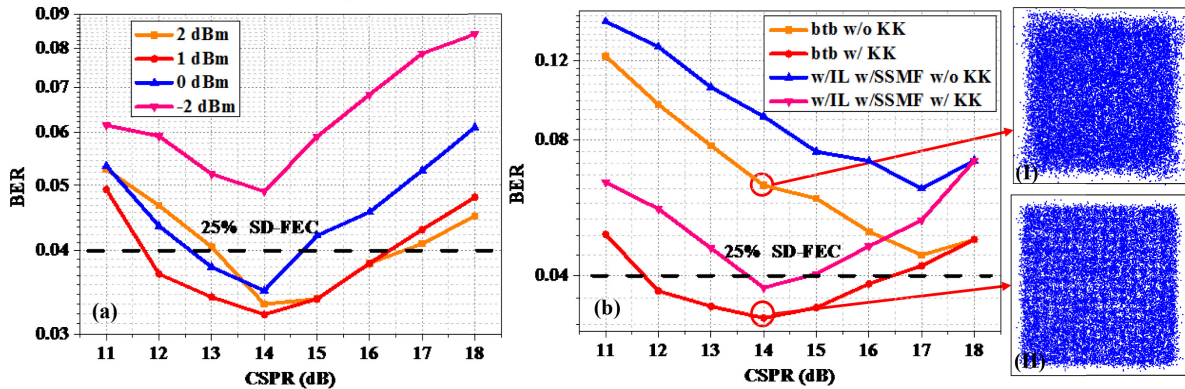 0.09
0.08
0.07
0.06
0.05
0.04
0.03
BER
2 dBm
1 dBm
0 dBm
-2 dBm
25% SD-FEC
(a)
11 12 13 14 15 16 17 18
CSPR (dB)
0.12
0.08
0.04
BER
btb w/o KK
btb w/ KK
w/IL w/SSMF w/o KK
w/IL w/SSMF w/ KK
25% SD-FEC
(b)
11 12 13 14 15 16 17 18
CSPR (dB)
(I)
(II)